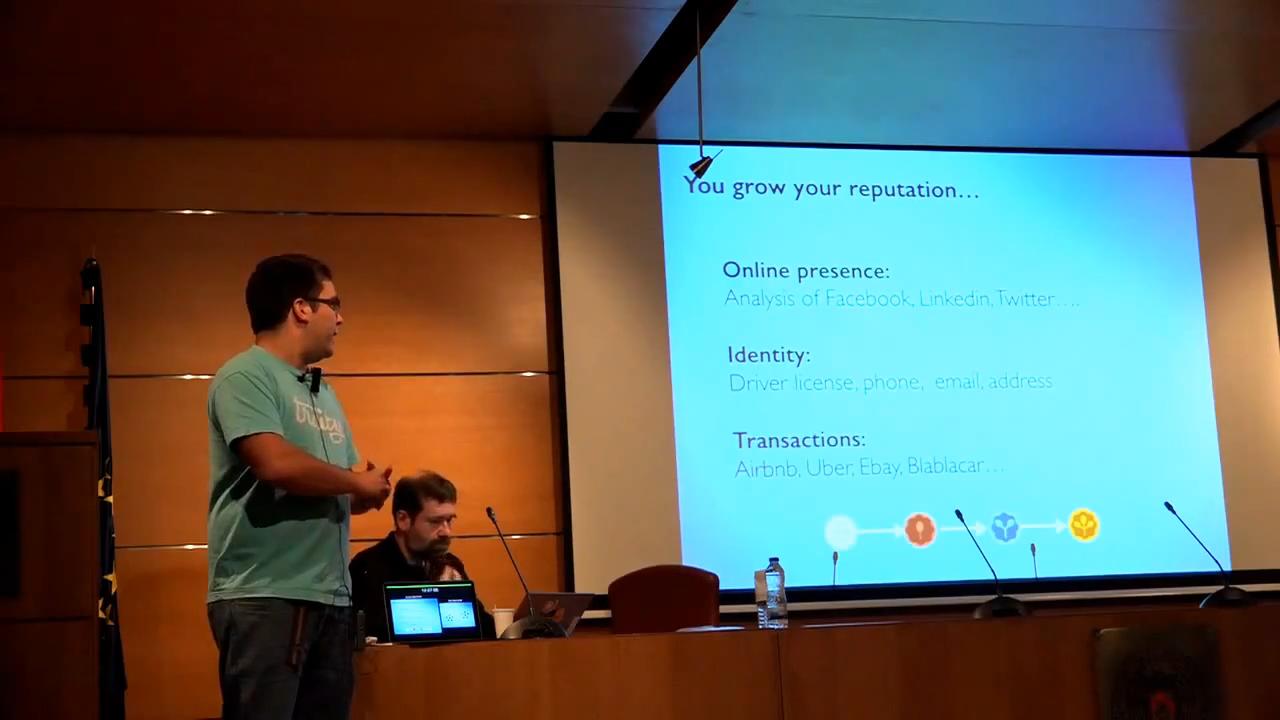 You grow your reputation…
Online presence:
Analysis of Facebook, Linkedin, Twitter….
Identity:
Driver license, phone, email, address
Transactions:
Airbnb, Uber, Ebay, Blablacar…